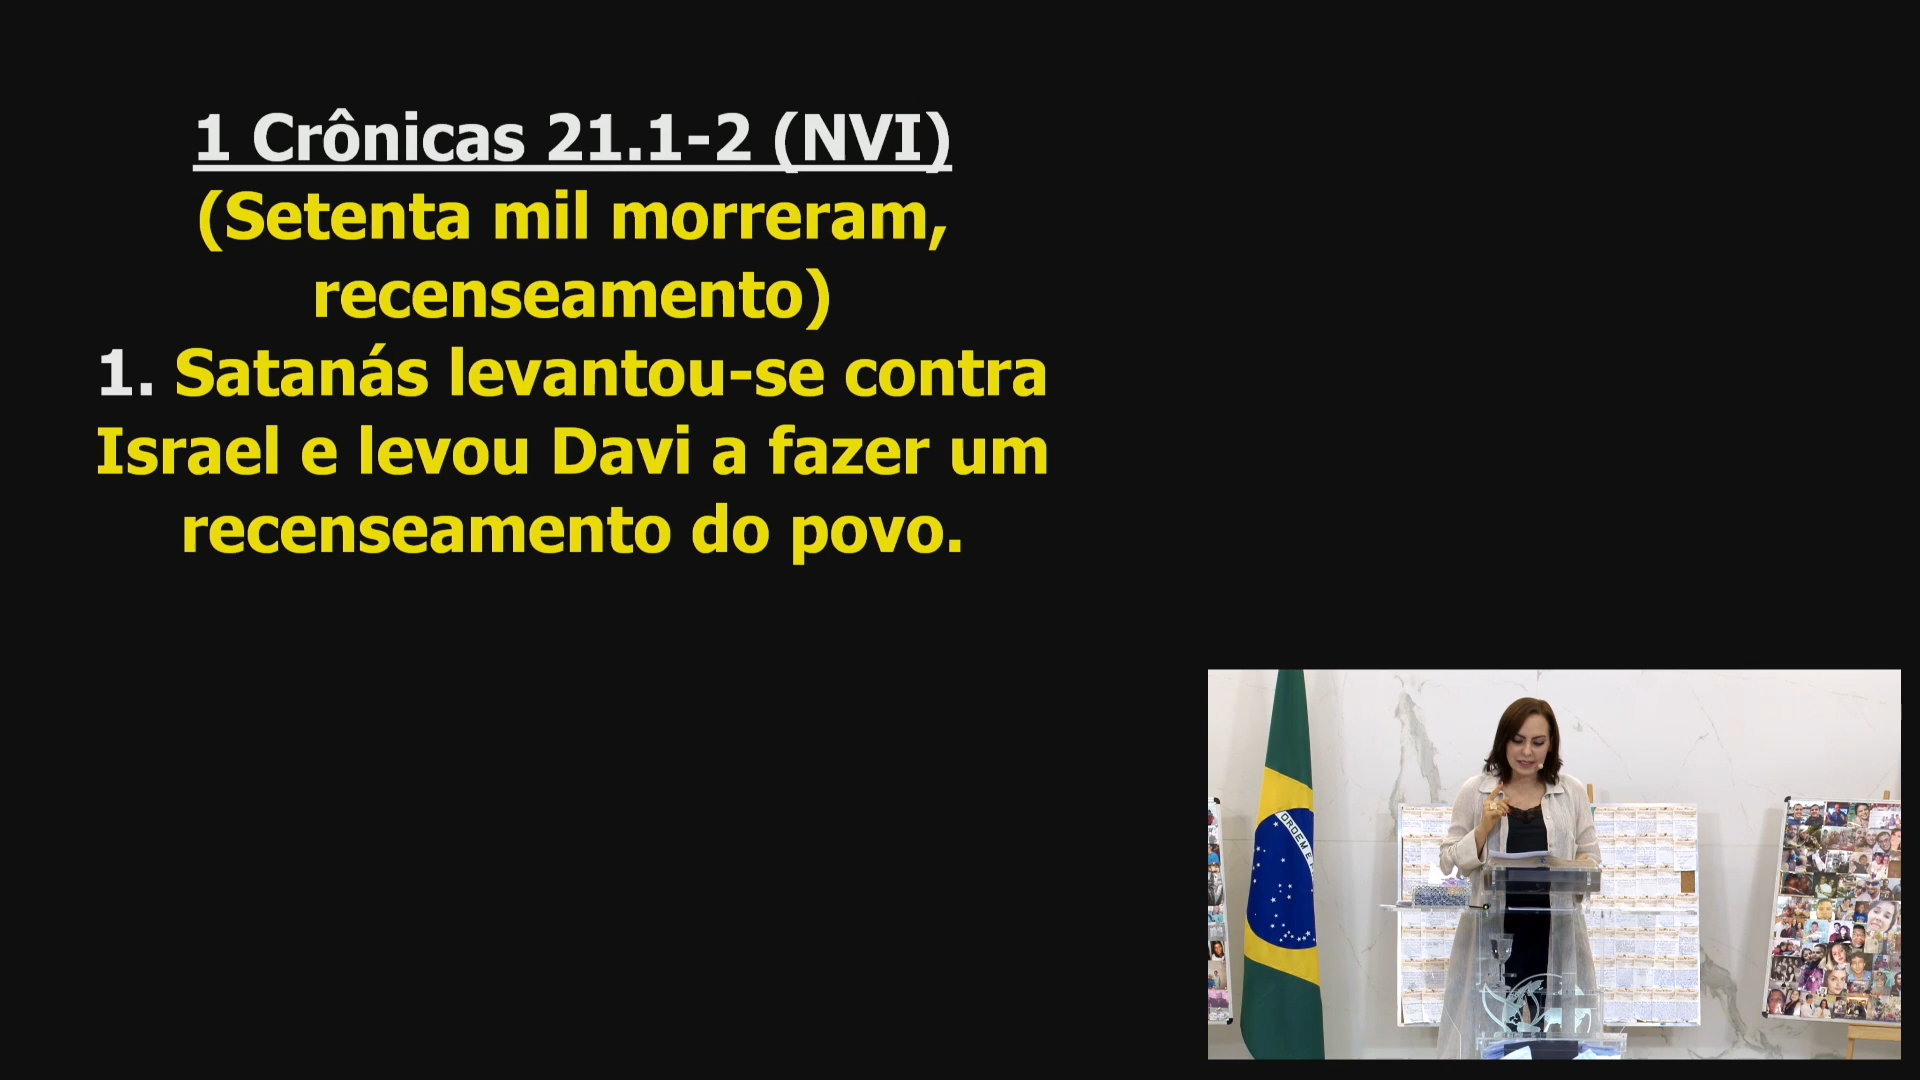 1 Crônicas 21.1-2 (NVI)
(Setenta mil morreram,
recenseamento)
1. Satanás levantou-se contra
Israel e levou Davi a fazer um
recenseamento do povo.
ORDEM E